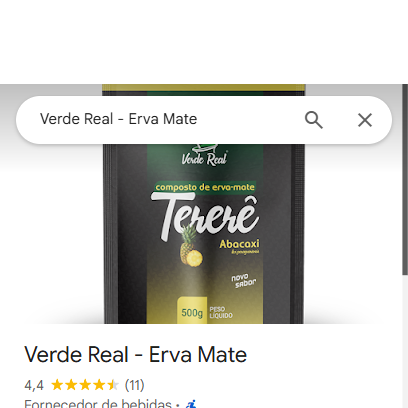 Verde Real - Erva Mate
Verde Real
composto de erva-mate
Tererê
Abacaxi
novo
sabor
500g
PESO
LÍQUIDO
Verde Real - Erva Mate
4,4
(11)
Fornecedor de bebidas ·